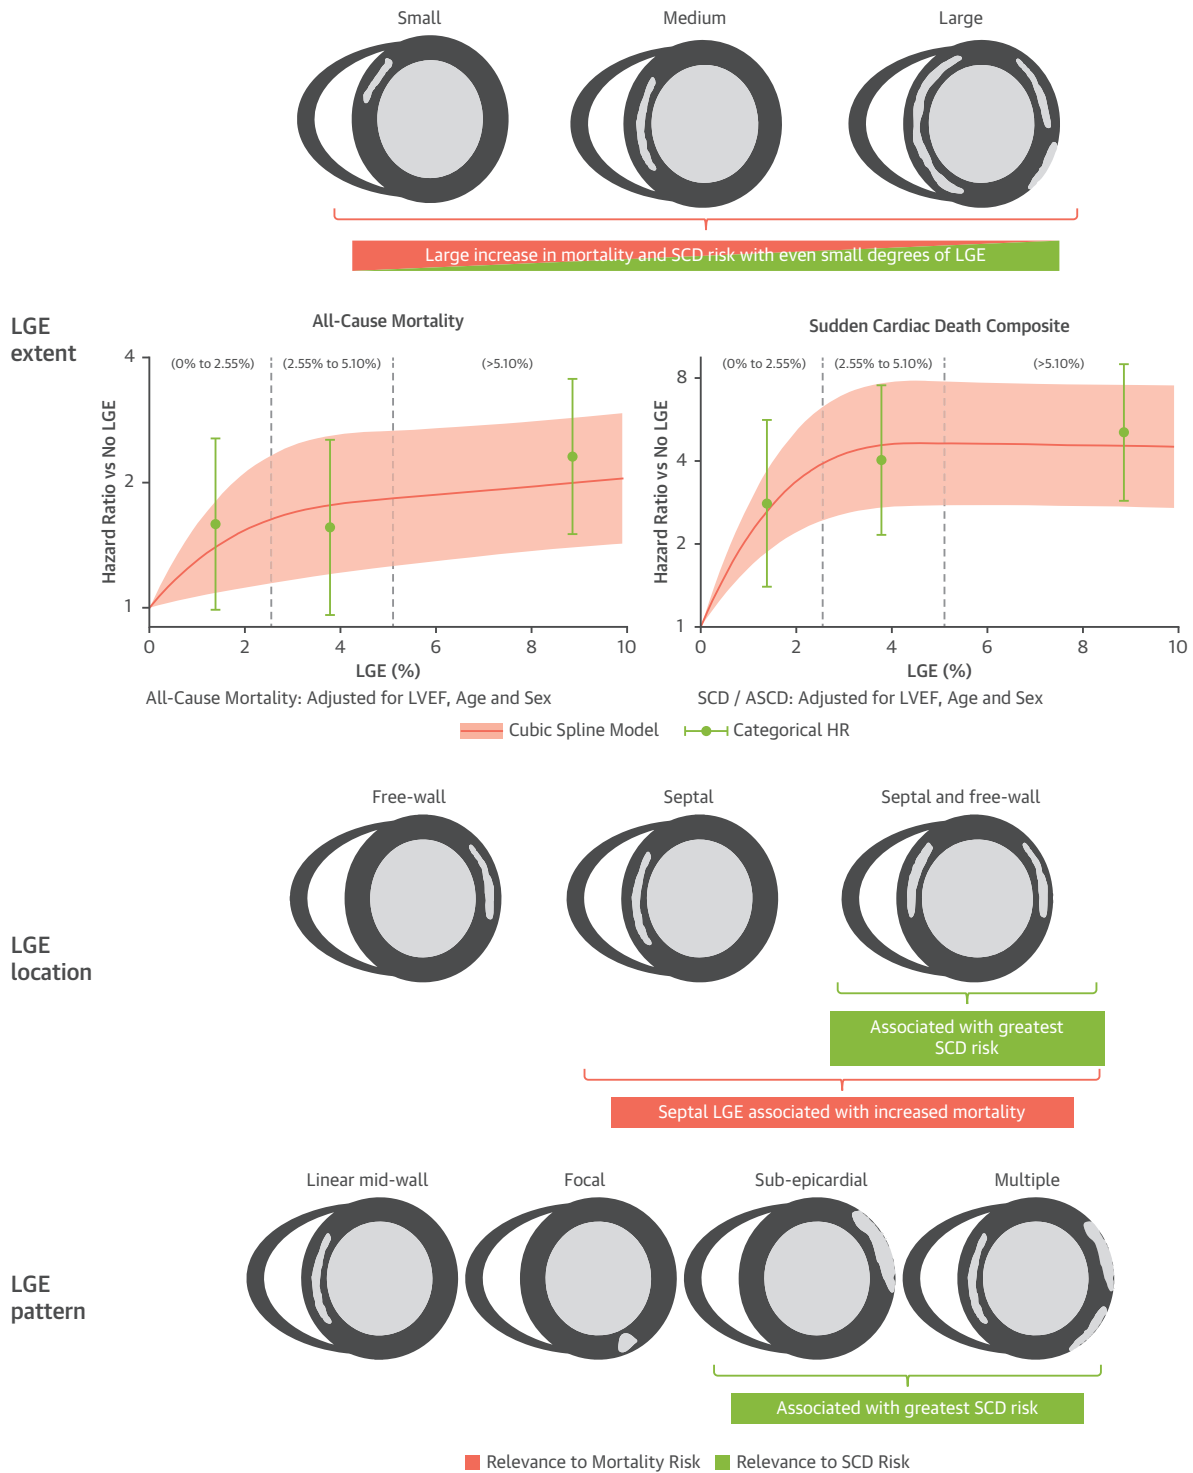 Small
Medium
Large
Large increase in mortality and SCD risk with even small degrees of LGE
LGE
extent
All-Cause Mortality
(0% to 2.55%)
(2.55% to 5.10%)
(>5.10%)
Hazard Ratio vs No LGE
4
2
1
0
2
4
6
8
10
LGE (%)
All-Cause Mortality: Adjusted for LVEF, Age and Sex
Sudden Cardiac Death Composite
(0% to 2.55%)
(2.55% to 5.10%)
(>5.10%)
Hazard Ratio vs No LGE
8
4
2
1
0
2
4
6
8
10
LGE (%)
SCD / ASCD: Adjusted for LVEF, Age and Sex
Cubic Spline Model
Categorical HR
LGE
location
Free-wall
Septal
Septal and free-wall
Associated with greatest
SCD risk
Septal LGE associated with increased mortality
LGE
pattern
Linear mid-wall
Focal
Sub-epicardial
Multiple
Associated with greatest SCD risk
Relevance to Mortality Risk
Relevance to SCD Risk